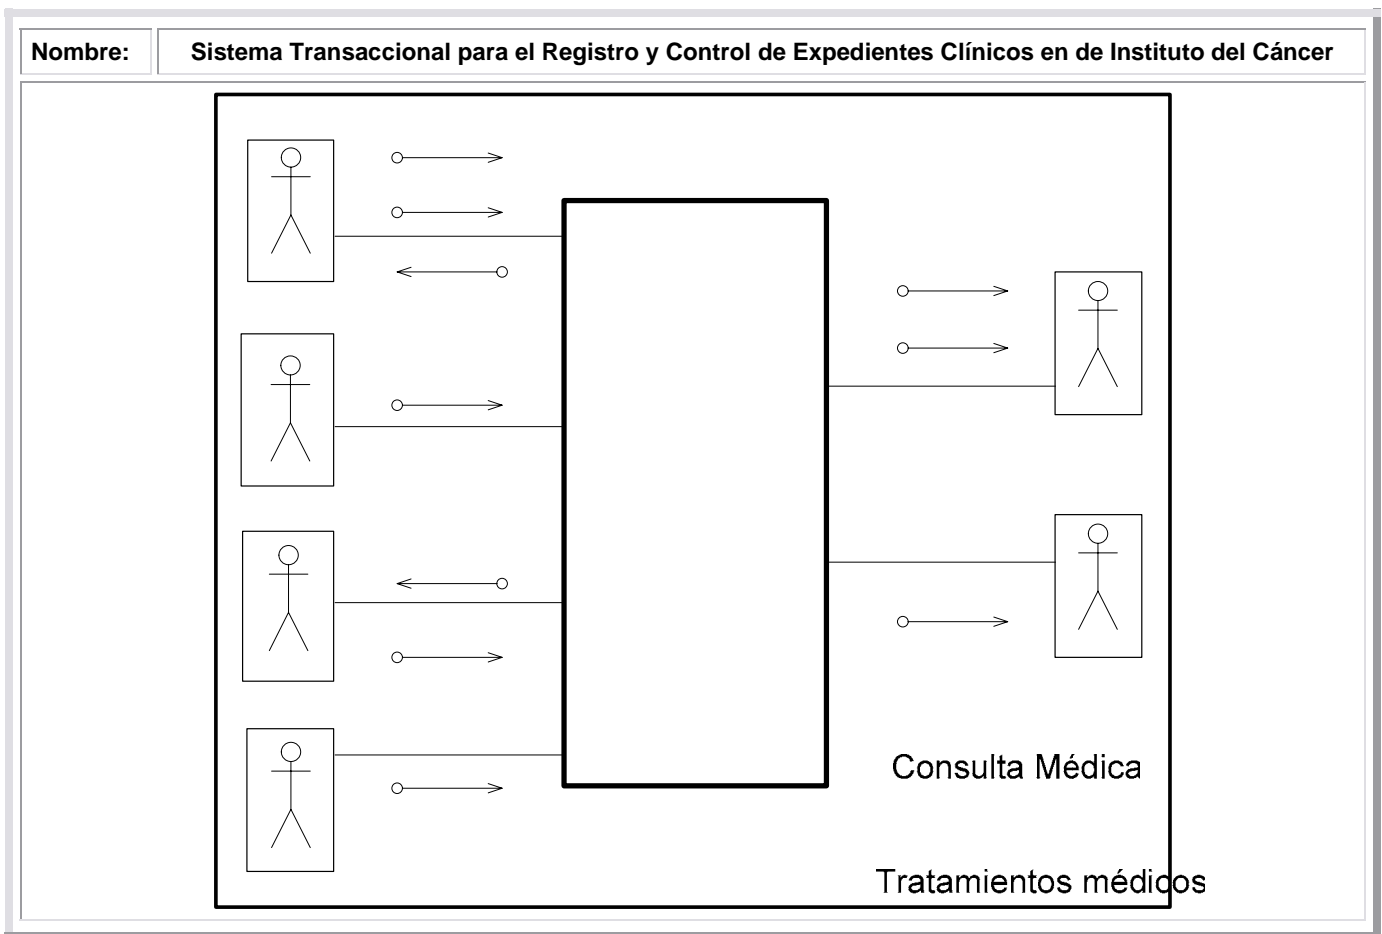 Nombre:
Sistema Transaccional para el Registro y Control de Expedientes Clínicos en de Instituto del Cáncer
Consulta Médica
Tratamientos médicos